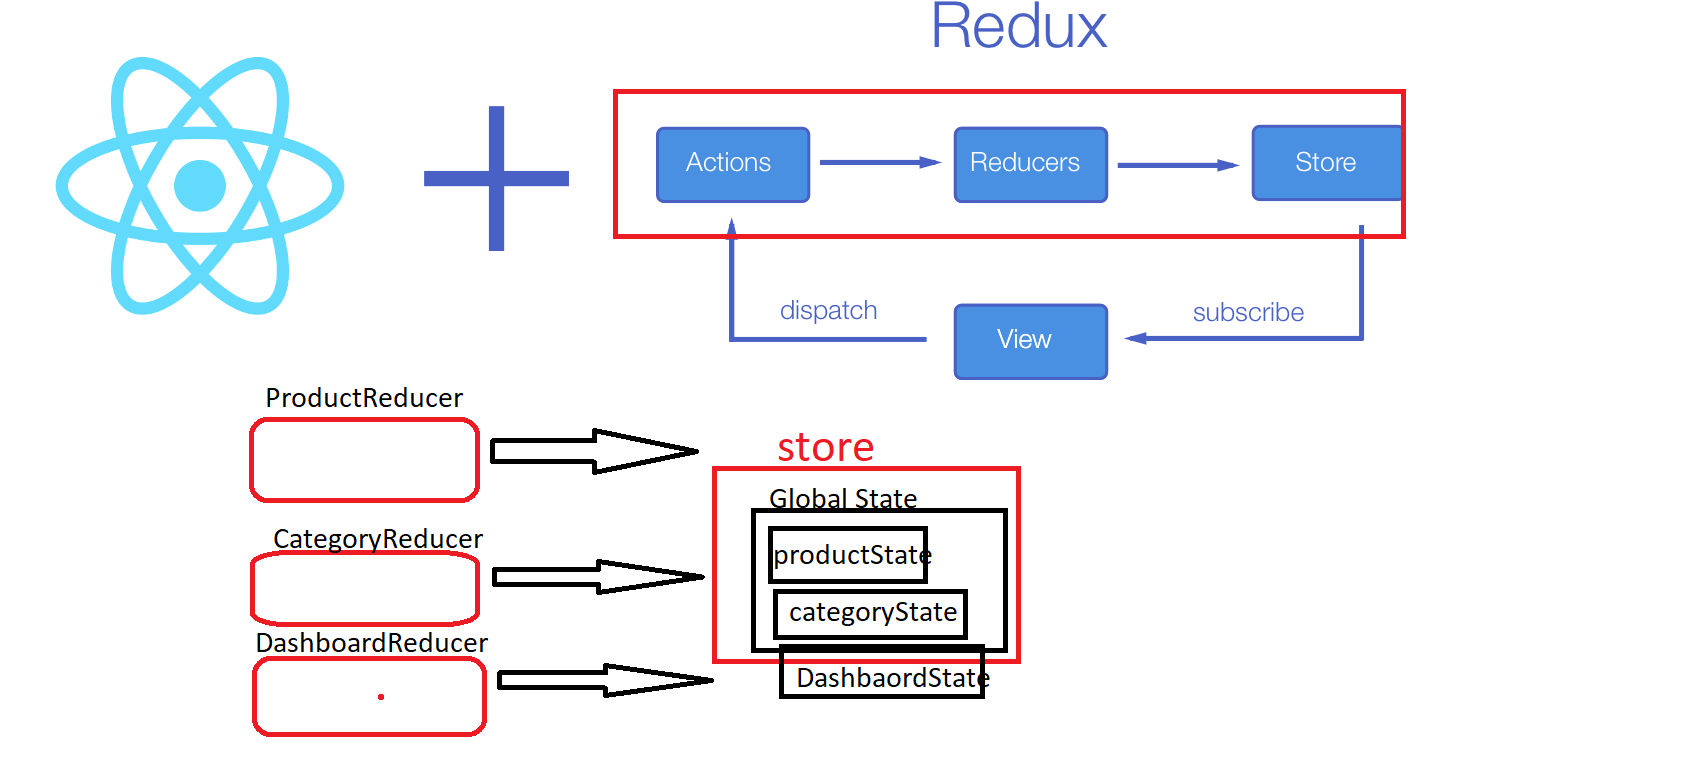 Redux
Actions
Reducers
Store
dispatch
View
subscribe
ProductReducer
store
Global State
productState
CategoryReducer
categoryState
DashboardReducer
DashbaordState